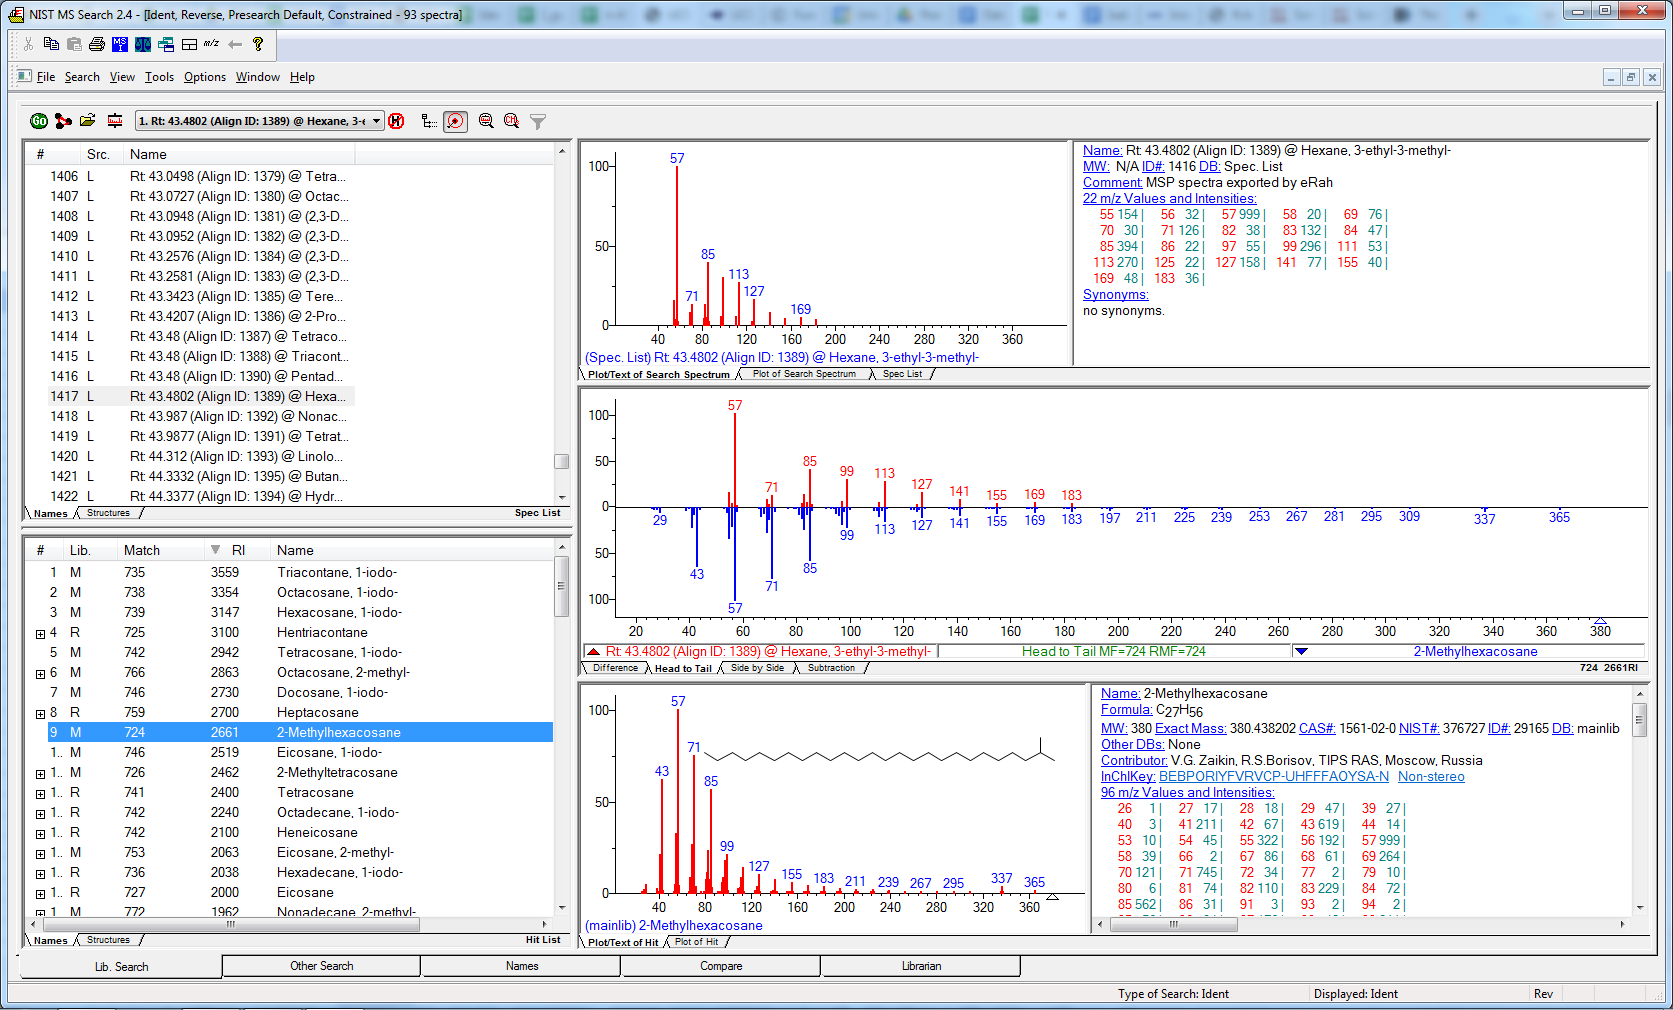 NIST MS Search 2.4 - [Ident, Reverse, Presearch Default, Constrained - 93 spectra]
File Search View Tools Options Window Help
1. Rt: 43.4802 (Align ID: 1389) @ Hexane, 3-e
# Src. Name
1406 L Rt: 43.0498 (Align ID: 1379) @ Tetra...
1407 L Rt: 43.0727 (Align ID: 1380) @ Octac...
1408 L Rt: 43.0948 (Align ID: 1381) @ (2,3-D...
1409 L Rt: 43.0952 (Align ID: 1382) @ (2,3-D...
1410 L Rt: 43.2576 (Align ID: 1384) @ (2,3-D...
1411 L Rt: 43.2581 (Align ID: 1383) @ (2,3-D...
1412 L Rt: 43.3423 (Align ID: 1385) @ Tere...
1413 L Rt: 43.4207 (Align ID: 1386) @ 2-Pro...
1414 L Rt: 43.48 (Align ID: 1387) @ Tetraco...
1415 L Rt: 43.48 (Align ID: 1388) @ Triacont...
1416 L Rt: 43.48 (Align ID: 1390) @ Pentad...
1417 L Rt: 43.4802 (Align ID: 1389) @ Hexa...
1418 L Rt: 43.987 (Align ID: 1392) @ Nonac...
1419 L Rt: 43.9877 (Align ID: 1391) @ Tetrat...
1420 L Rt: 44.312 (Align ID: 1393) @ Linolo...
1421 L Rt: 44.3332 (Align ID: 1395) @ Butan...
1422 L Rt: 44.3377 (Align ID: 1394) @ Hydr...
Names Structures Spec List
# Lib. Match RI Name
1 M 735 3559 Triacontane, 1-iodo-
2 M 738 3354 Octacosane, 1-iodo-
3 M 739 3147 Hexacosane, 1-iodo-
4 R 725 3100 Hentriacontane
5 M 742 2942 Tetracosane, 1-iodo-
6 M 766 2863 Octacosane, 2-methyl-
7 M 746 2730 Docosane, 1-iodo-
8 R 759 2700 Heptacosane
9 M 724 2661 2-Methylhexacosane
1.. M 746 2519 Eicosane, 1-iodo-
1.. M 726 2462 2-Methyltetracosane
1.. R 741 2400 Tetracosane
1.. R 742 2240 Octadecane, 1-iodo-
1.. R 742 2100 Heneicosane
1.. M 753 2063 Eicosane, 2-methyl-
1.. R 736 2038 Hexadecane, 1-iodo-
1.. R 727 2000 Eicosane
1 M 772 1962 Nonadecane, 2-methyl-
Names Structures Hit List
100 50 0
57 71 85 113 127 169
40 80 120 160 200 240 280 320 360
(Spec. List) Rt: 43.4802 (Align ID: 1389) @ Hexane, 3-ethyl-3-methyl-
Plot/Text of Search Spectrum Plot of Search Spectrum Spec List
Name: Rt: 43.4802 (Align ID: 1389) @ Hexane, 3-ethyl-3-methyl-
MW: N/A ID#: 1416 DB: Spec. List
Comment: MSP spectra exported by eRah
22 m/z Values and Intensities:
55 154 | 56 32 | 57 999 | 58 20 | 69 76 |
70 30 | 71 126 | 82 38 | 83 132 | 84 47 |
85 394 | 86 22 | 97 55 | 99 296 | 111 53 |
113 270 | 125 22 | 127 158 | 141 77 | 155 40 |
169 48 | 183 36 |
Synonyms:
no synonyms.
100 50 0 50 100
57 71 85 99 113 127 141 155 169 183
29 43 57 71 85 99 113 127 141 155 169 183 197 211 225 239 253 267 281 295 309 337 365
20 40 60 80 100 120 140 160 180 200 220 240 260 280 300 320 340 360 380
Rt: 43.4802 (Align ID: 1389) @ Hexane, 3-ethyl-3-methyl- Head to Tail MF=724 RMF=724 2-Methylhexacosane
Difference Head to Tail Side by Side Subtraction 724 2661RI
100 50 0
43 57 71 85 99 127 155 183 211 239 267 295 337 365
40 80 120 160 200 240 280 320 360
(mainlib) 2-Methylhexacosane
Plot/Text of Hit Plot of Hit
Name: 2-Methylhexacosane
Formula: C27H56
MW: 380 Exact Mass: 380.438202 CAS#: 1561-02-0 NIST#: 376727 ID#: 29165 DB: mainlib
Other DBs: None
Contributor: V.G. Zaikin, R.S.Borisov, TIPS RAS, Moscow, Russia
InChIKey: BEBPORIYFVRVCP-UHFFFAOYSA-N Non-stereo
96 m/z Values and Intensities:
26 1 | 27 17 | 28 18 | 29 47 | 39 27 |
40 3 | 41 211 | 42 67 | 43 619 | 44 14 |
53 10 | 54 45 | 55 322 | 56 192 | 57 999 |
58 39 | 66 2 | 67 86 | 68 61 | 69 264 |
70 121 | 71 745 | 72 34 | 77 2 | 79 10 |
80 6 | 81 74 | 82 110 | 83 229 | 84 72 |
85 562 | 86 31 | 91 3 | 93 2 | 94 2 |
Lib. Search Other Search Names Compare Librarian
Type of Search: Ident Displayed: Ident Rev